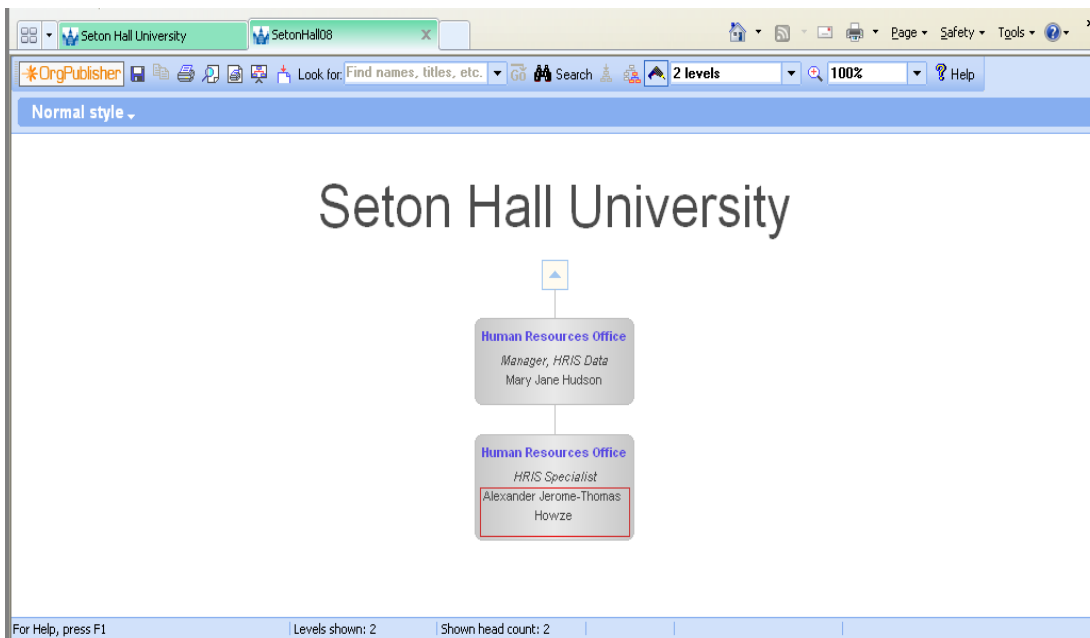 Seton Hall University
SetonHall08
X
Page
Safety
Tools
OrgPublisher
Look for:
Find names, titles, etc.
Go
Search
2 levels
100%
? Help
Normal style
Seton Hall University
Human Resources Office
Manager, HRIS Data
Mary Jane Hudson
Human Resources Office
HRIS Specialist
Alexander Jerome-Thomas
Howze
For Help, press F1
Levels shown: 2
Shown head count: 2